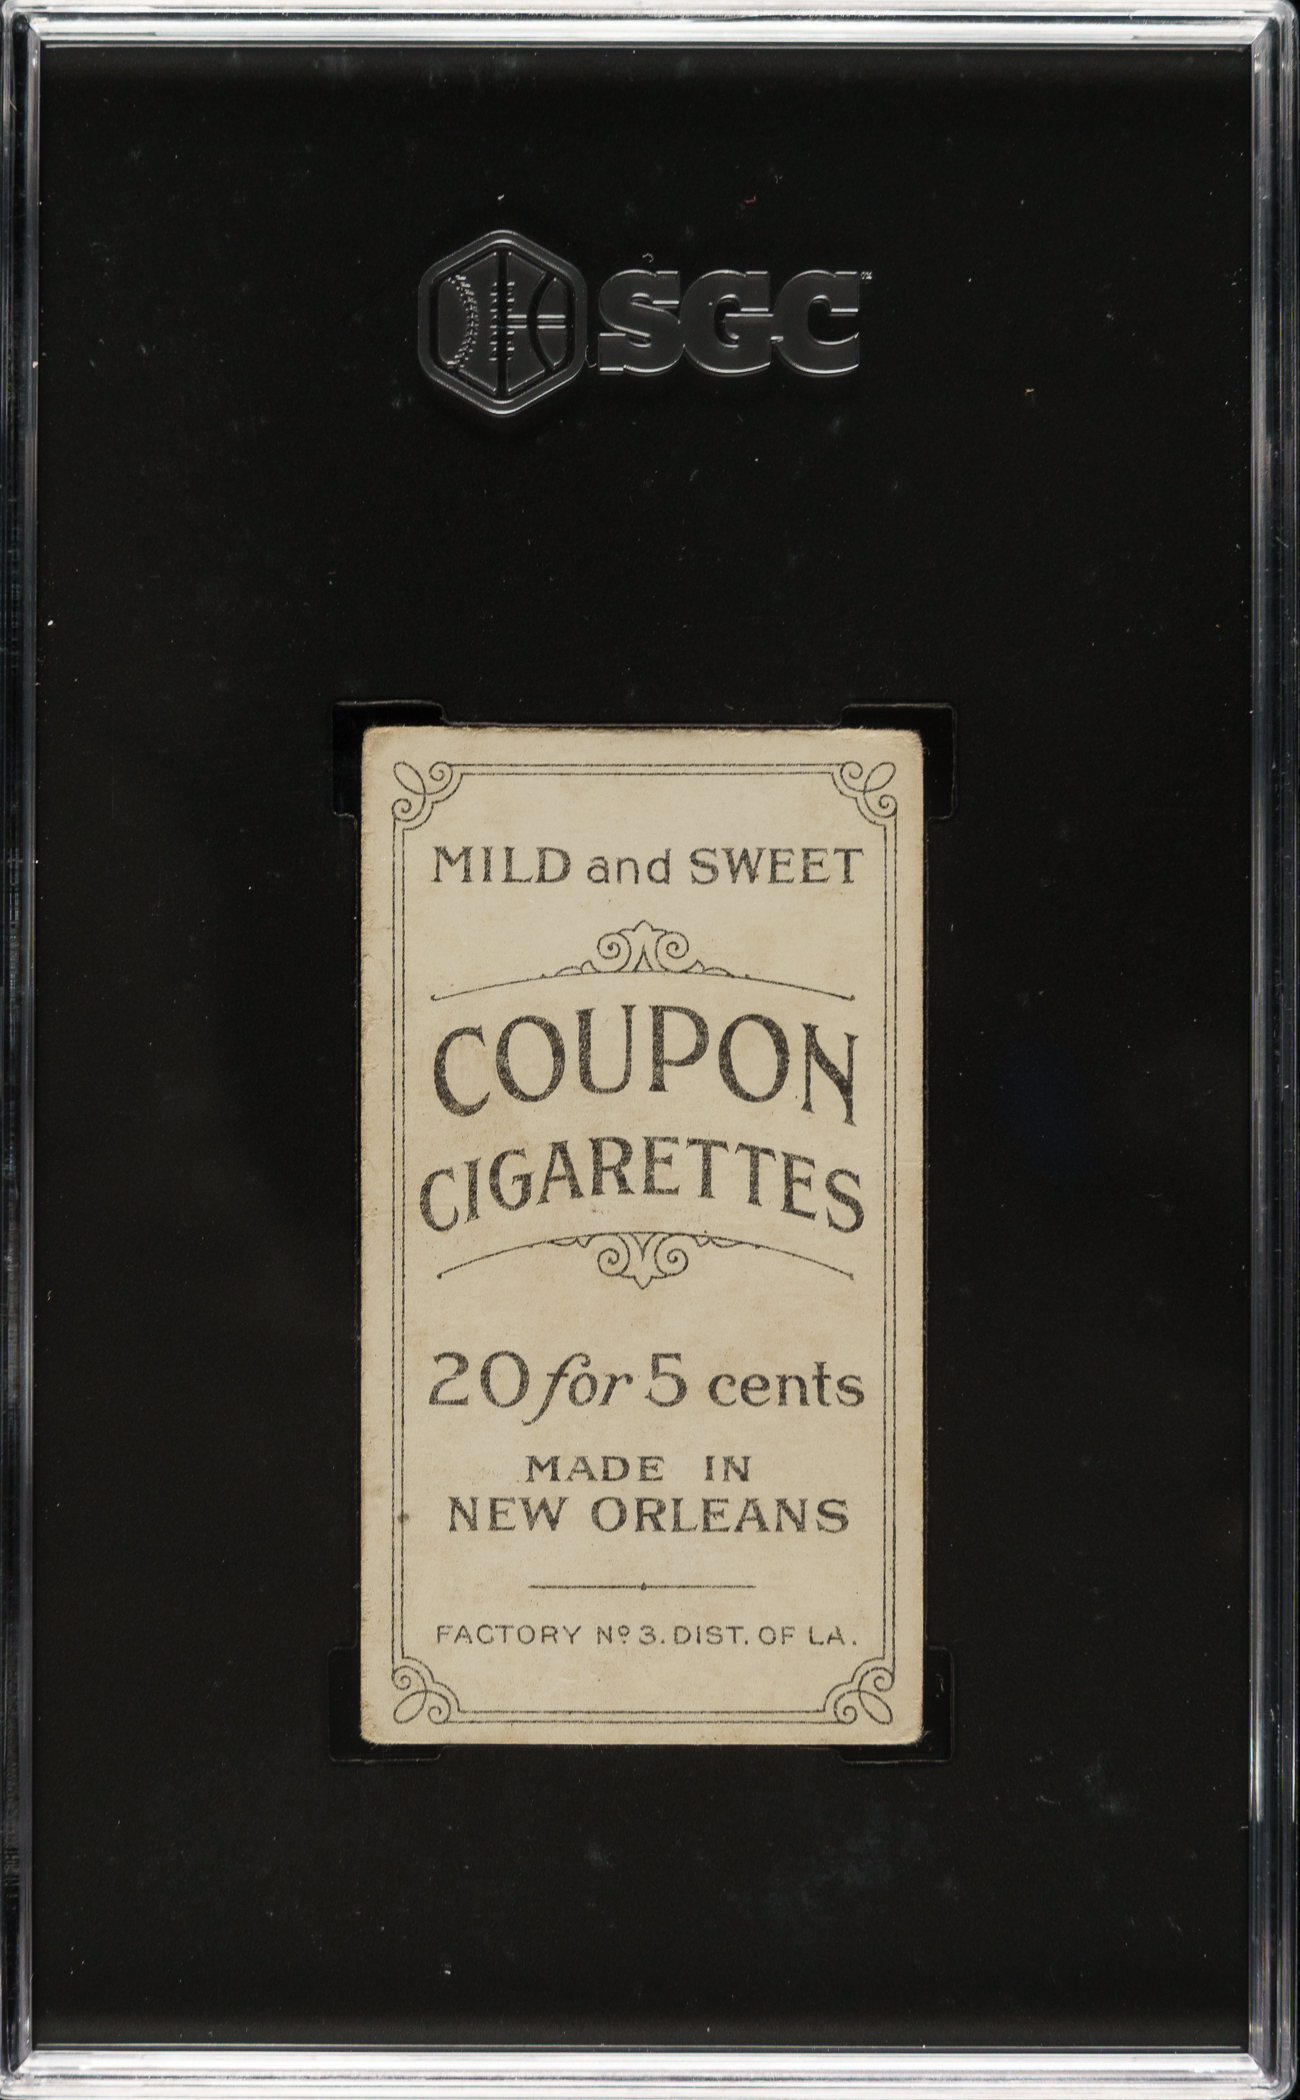 SGC
MILD and SWEET
COUPON
CIGARETTES
20 for 5 cents
MADE IN
NEW ORLEANS
FACTORY Nº 3. DIST. OF LA.